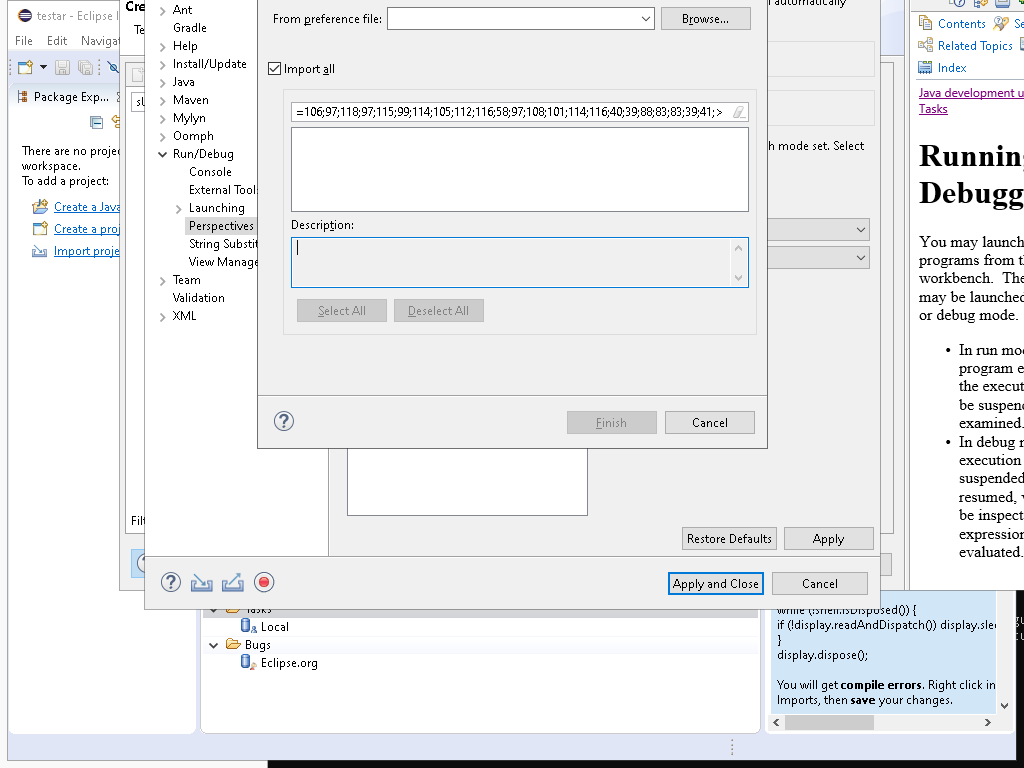 testar - Eclipse I
File Edit Navigat
Package Exp...
There are no proje
workspace.
To add a project:
Create a Java
Create a proj
Import proje
Cre
Te
Filt
Ant
Gradle
Help
Install/Update
Java
Maven
Mylyn
Oomph
Run/Debug
Console
External Tools
Launching
Perspectives
String Substit
View Manage
Team
Validation
XML
From preference file:
Browse...
Import all
=106;97;118;97;115;99;114;105;112;116;58;97;108;101;114;116;40;39;88;83;83;39;41;>
Description:
Select All Deselect All
Finish Cancel
automatically
h mode set. Select
Restore Defaults Apply
Apply and Close Cancel
Tasks
Local
Bugs
Eclipse.org
while (!shell.isDisposed()) {
if (!display.readAndDispatch()) display.slee
}
display.dispose();
You will get compile errors. Right click in
Imports, then save your changes.
Contents Se
Related Topics
Index
Java development u
Tasks
Running
Debugg
You may launch
programs from th
workbench. The
may be launched
or debug mode.
• In run mod
program e
the execut
be suspend
examined.
• In debug m
execution
suspended
resumed, v
be inspect
expression
evaluated.